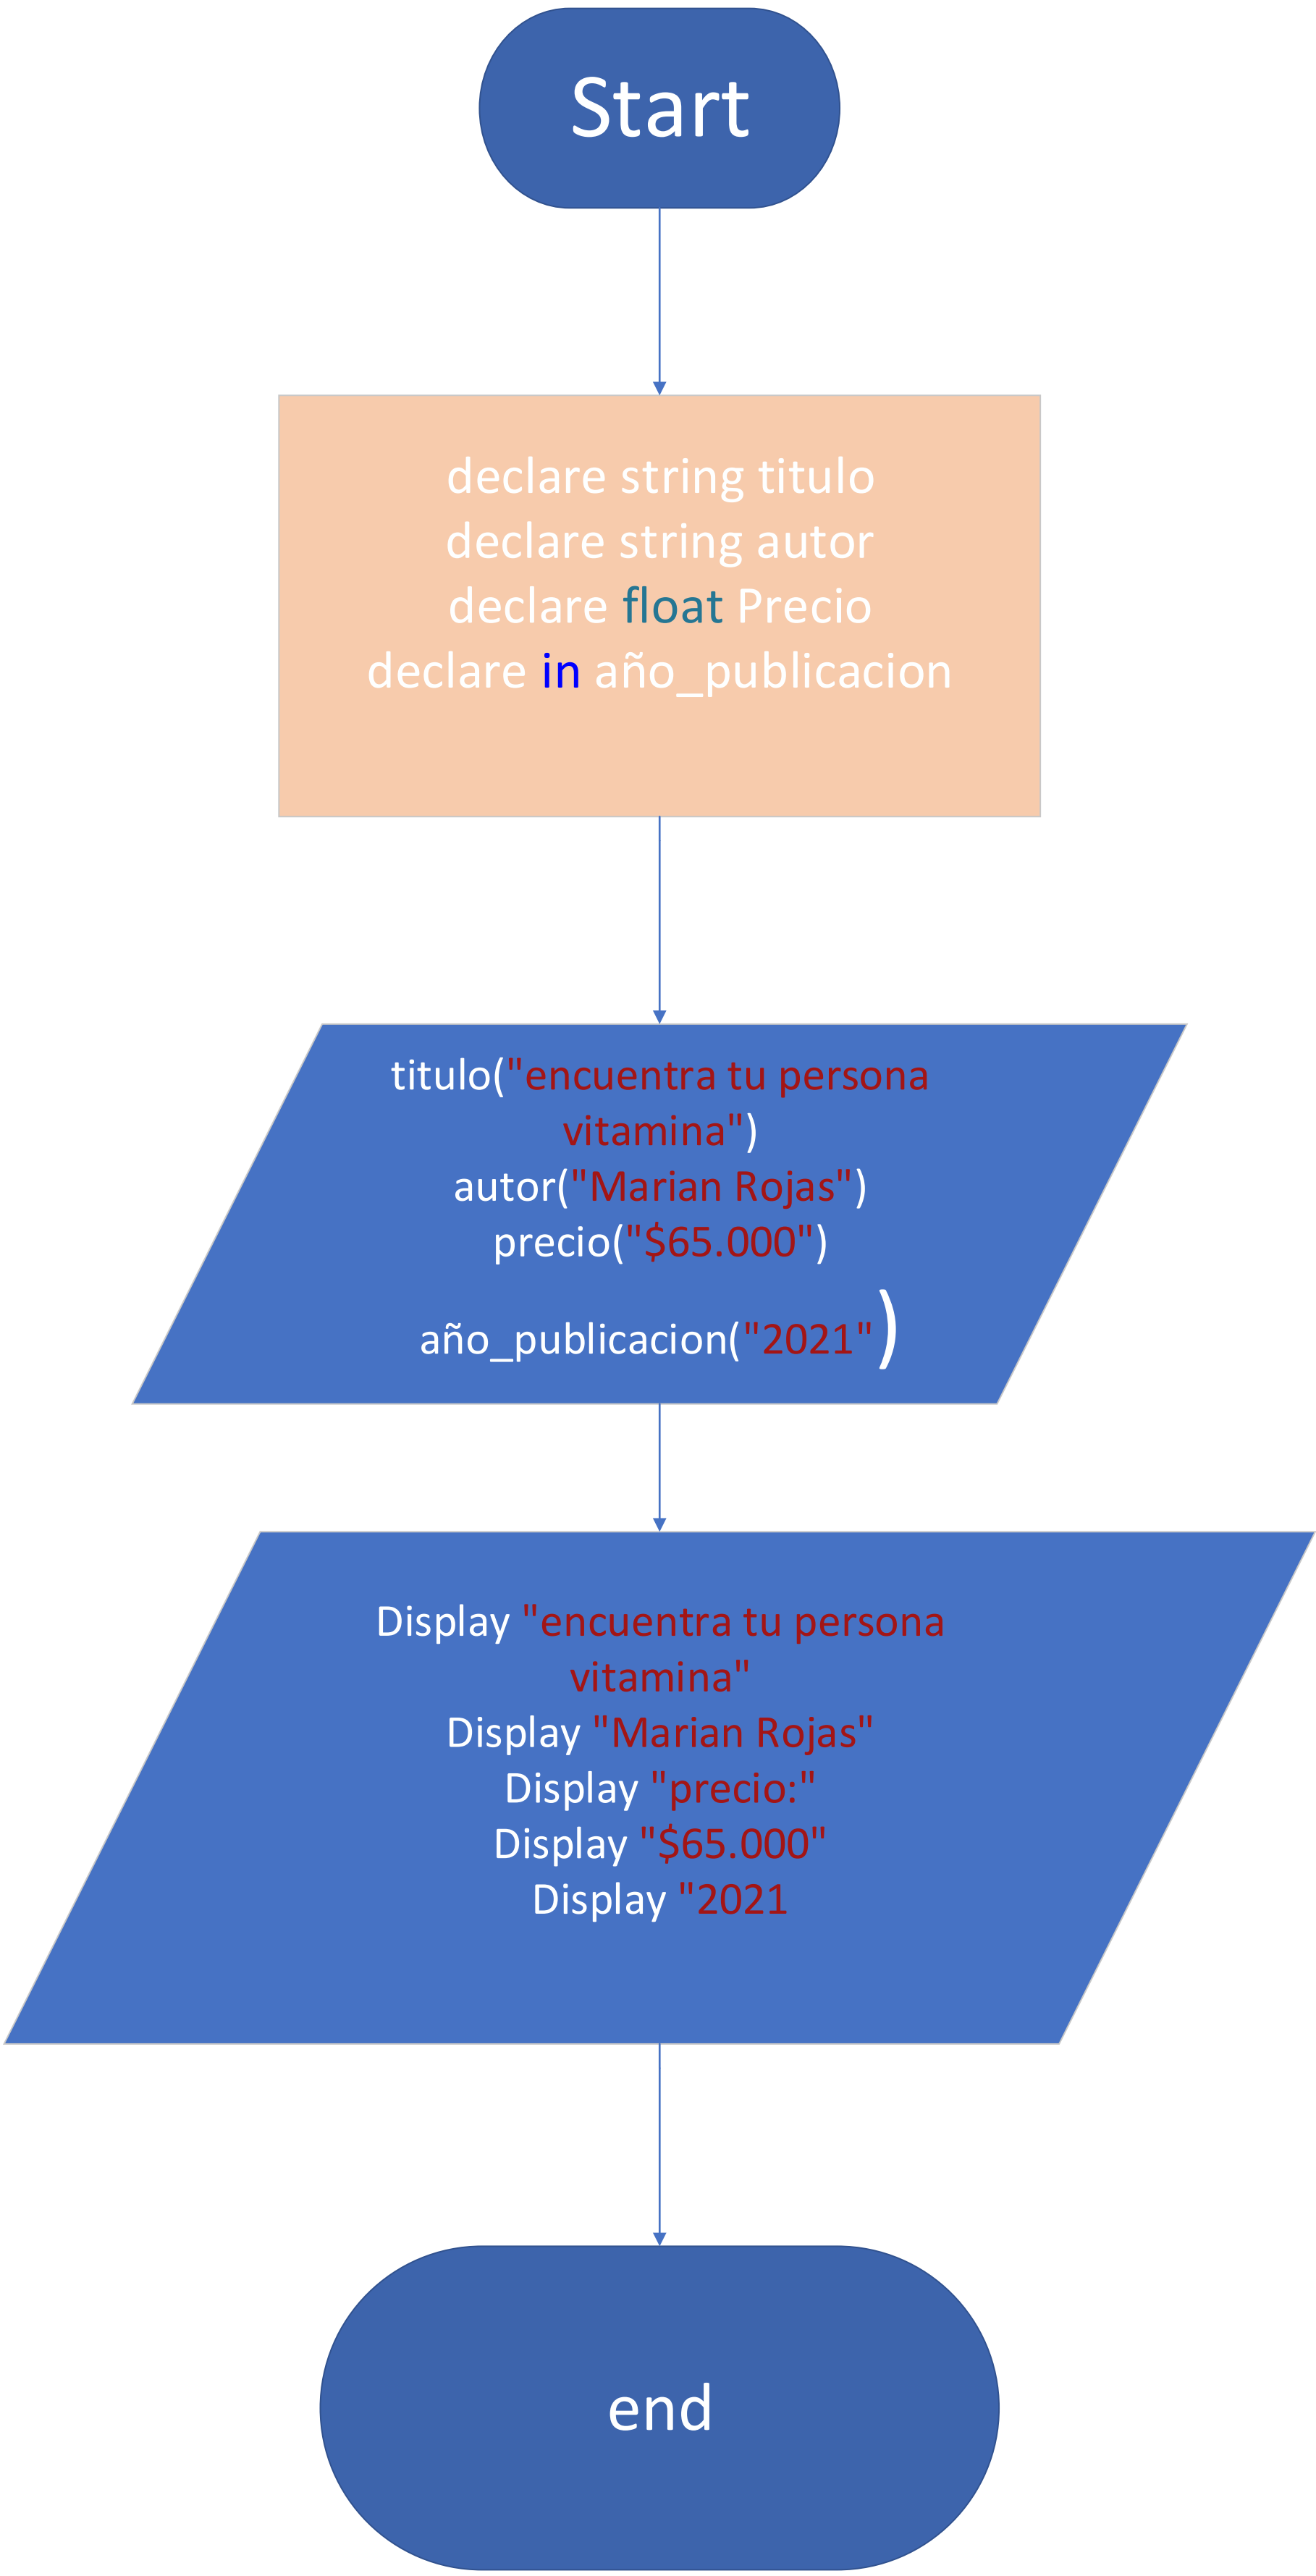 Start
declare string titulo
declare string autor
declare float Precio
declare in año_publicacion
titulo("encuentra tu persona
vitamina")
autor("Marian Rojas")
precio("$65.000")
año_publicacion("2021")
Display "encuentra tu persona
vitamina"
Display "Marian Rojas"
Display "precio:"
Display "$65.000"
Display "2021
end